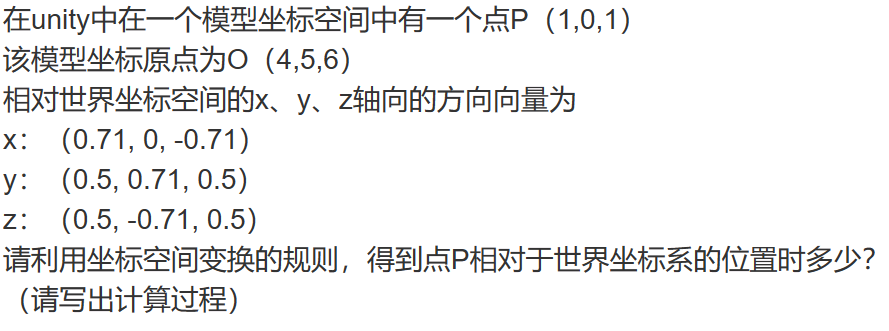 在unity中在一个模型坐标空间中有一个点P（1,0,1）
该模型坐标原点为O（4,5,6）
相对世界坐标空间的x、y、z轴向的方向向量为
x：（0.71, 0, -0.71）
y：（0.5, 0.71, 0.5）
z：（0.5, -0.71, 0.5）
请利用坐标空间变换的规则，得到点P相对于世界坐标系的位置时多少？
（请写出计算过程）